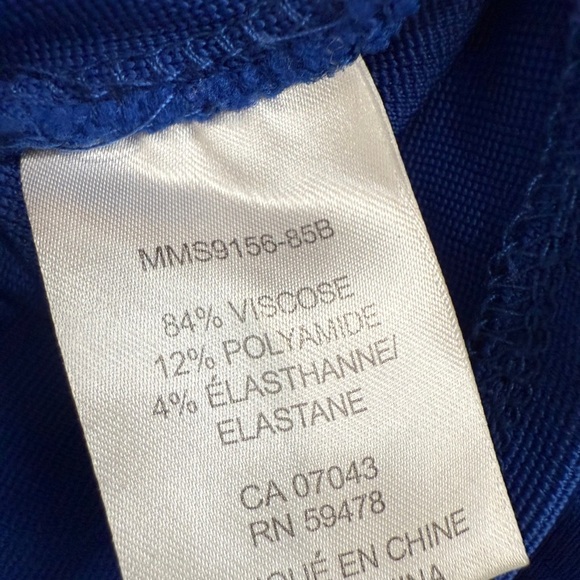 MMS9156-85B
84% VISCOSE
12% POLYAMIDE
4% ÉLASTHANNE/
ELASTANE
CA 07043
RN 59478
EN CHINE